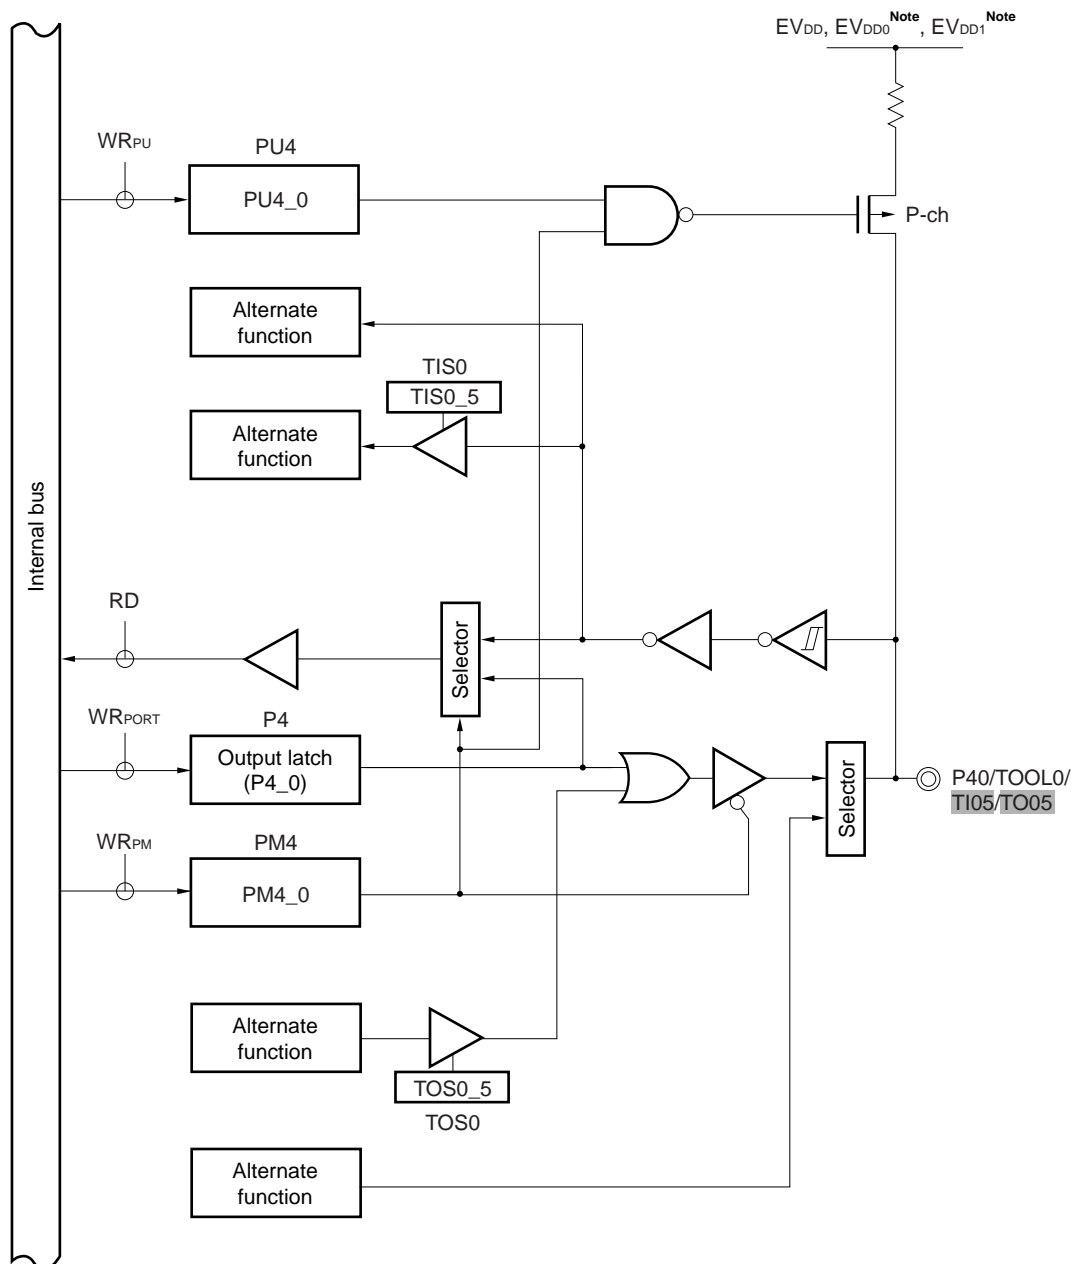 EVDD, EVDD0Note, EVDD1Note
WRPU
PU4
PU4_0
P-ch
Alternate
function
TIS0
TIS0_5
Alternate
function
Internal bus
RD
Selector
WRPORT
P4
Output latch
(P4_0)
Selector
P40/TOOL0/
TI05/TO05
WRPM
PM4
PM4_0
Alternate
function
TOS0_5
TOS0
Alternate
function